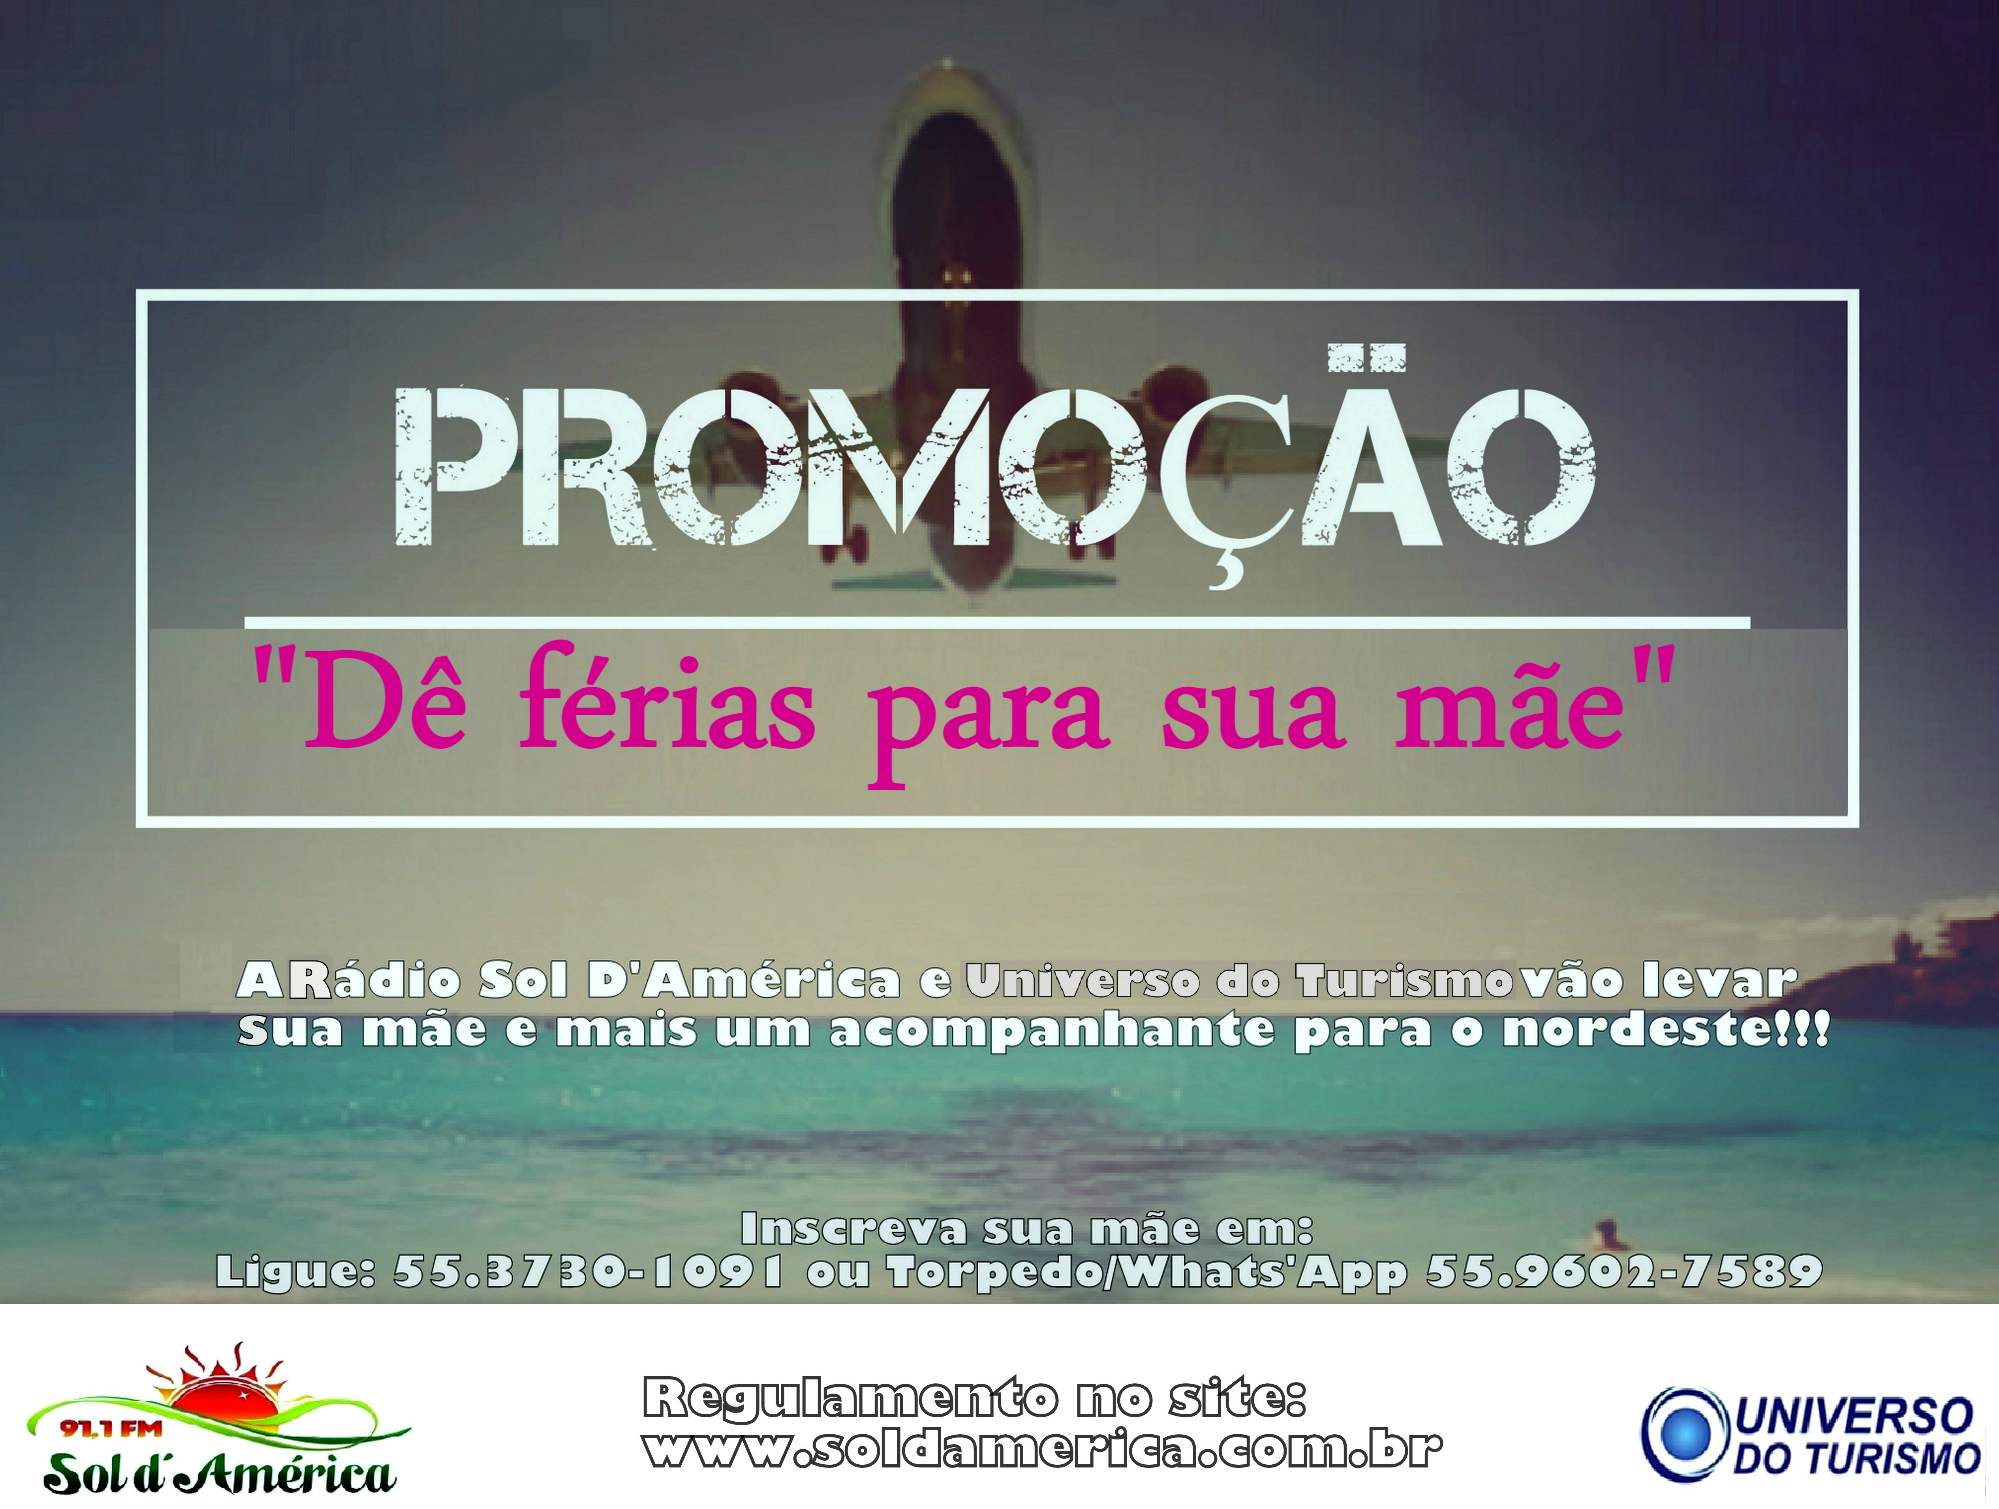 PROMOÇÄO
"Dê férias para sua mãe"
A Rádio Sol D'América e Universo do Turismo vão levar
sua mãe e mais um acompanhante para o nordeste!!!
Inscreva sua mãe em:
Ligue: 55.3730-1091 ou Torpedo/Whats'App 55.9602-7589
91.1 FM
Sol d'América
Regulamento no site:
www.soldamerica.com.br
UNIVERSO
DO TURISMO